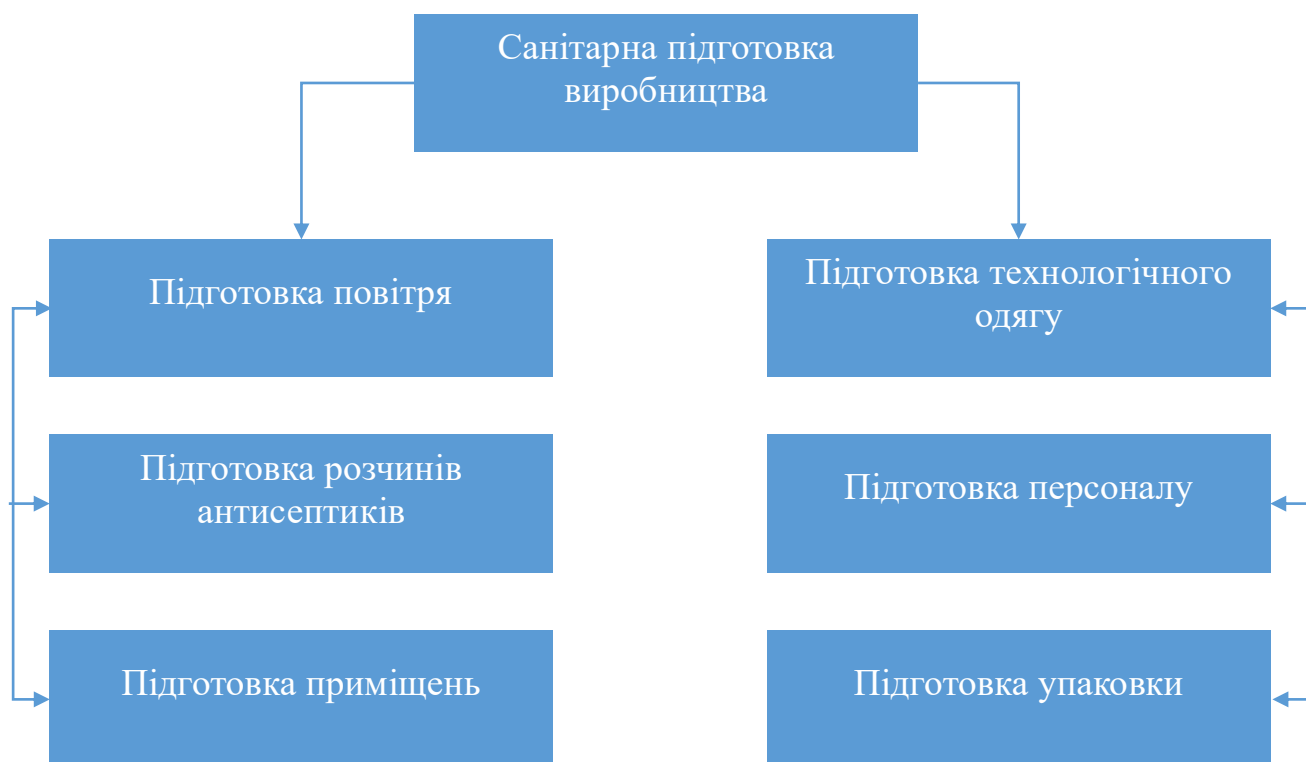 Санітарна підготовка
виробництва
Підготовка повітря
Підготовка технологічного
одягу
Підготовка розчинів
антисептиків
Підготовка персоналу
Підготовка приміщень
Підготовка упаковки